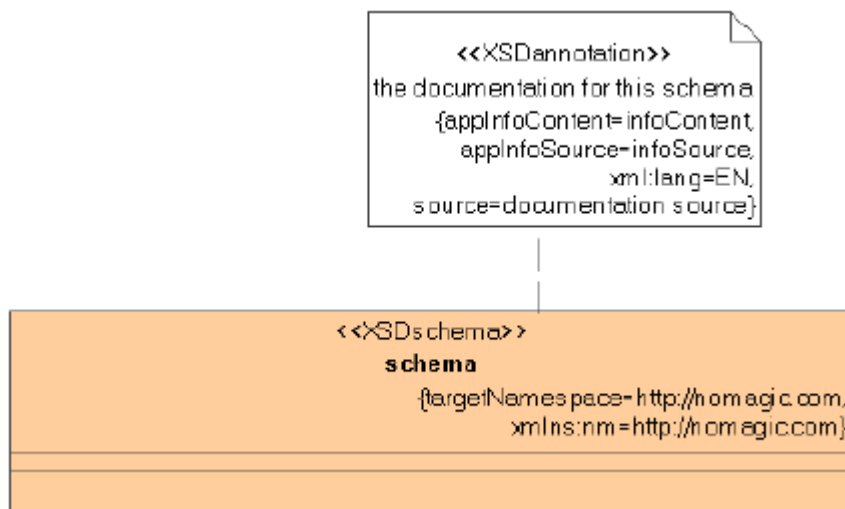 <<XSDannotation>>
the documentation for this schema
{appInfoContent=infoContent,
appInfoSource=infoSource,
xml:lang=EN,
source=documentation source}
<<XSDschema>>
schema
{targetNamespace=http://nomagic.com,
xmlns:nm=http://nomagic.com}